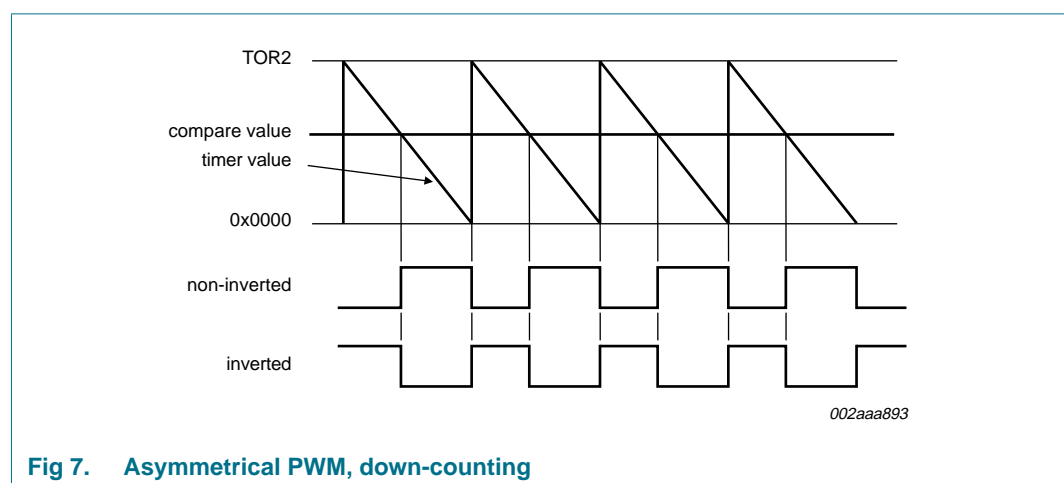 TOR2
compare value
timer value
0x0000
non-inverted
inverted
002aaa893
Fig 7. Asymmetrical PWM, down-counting